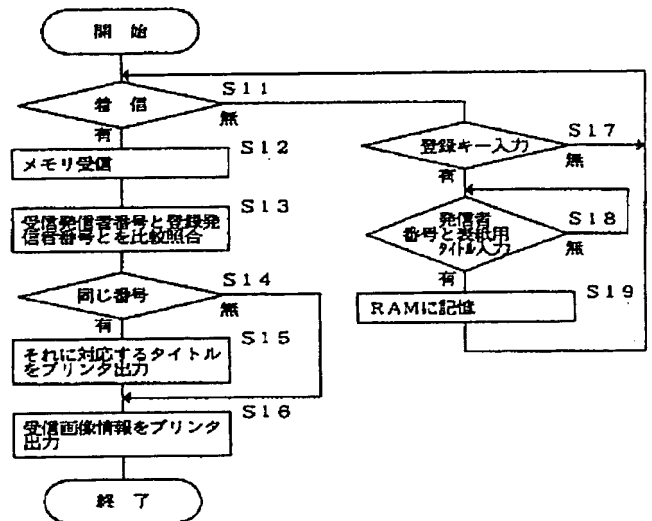 開 始
着 信
S11
有
無
メモリ受信
S12
受信発信者番号と登録発
信者番号とを比較照合
S13
同じ番号
S14
有
無
それに対応するタイトル
をプリンタ出力
S15
受信画像情報をプリンタ
出力
S16
終 了
登録キー入力
S17
有
無
発信者
番号と表紙用
タイトル入力
S18
有
無
RAMに記憶
S19